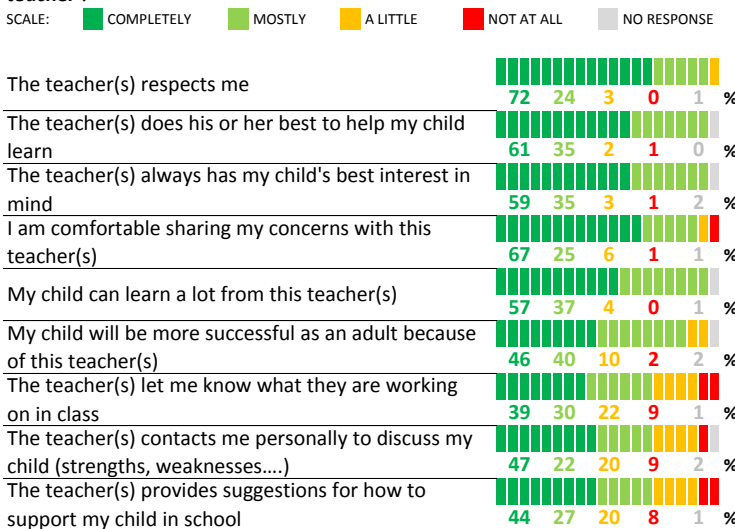 teacher ?
SCALE: COMPLETELY MOSTLY A LITTLE NOT AT ALL NO RESPONSE
The teacher(s) respects me
72 24 3 0 1 %
The teacher(s) does his or her best to help my child
learn
61 35 2 1 0 %
The teacher(s) always has my child's best interest in
mind
59 35 3 1 2 %
I am comfortable sharing my concerns with this
teacher(s)
67 25 6 1 1 %
My child can learn a lot from this teacher(s)
57 37 4 0 1 %
My child will be more successful as an adult because
of this teacher(s)
46 40 10 2 2 %
The teacher(s) let me know what they are working
on in class
39 30 22 9 1 %
The teacher(s) contacts me personally to discuss my
child (strengths, weaknesses....)
47 22 20 9 2 %
The teacher(s) provides suggestions for how to
support my child in school
44 27 20 8 1 %